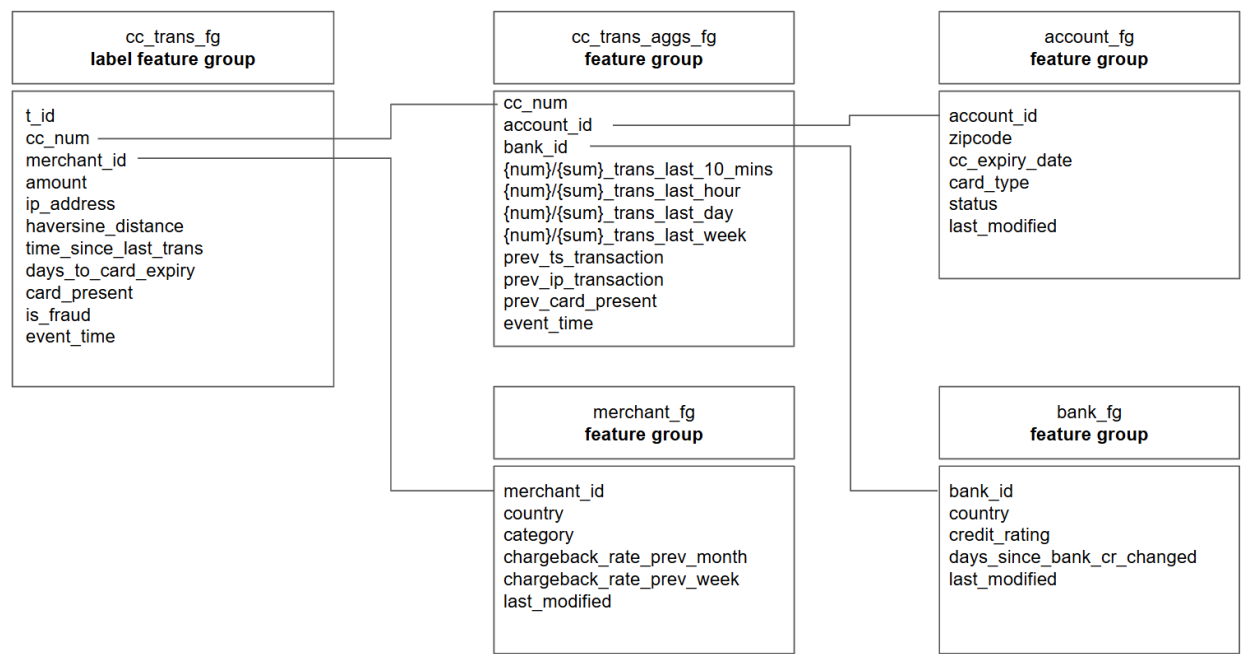 cc_trans_fg
label feature group
t_id
cc_num
merchant_id
amount
ip_address
haversine_distance
time_since_last_trans
days_to_card_expiry
card_present
is_fraud
event_time
cc_trans_aggs_fg
feature group
cc_num
account_id
bank_id
{num}/{sum}_trans_last_10_mins
{num}/{sum}_trans_last_hour
{num}/{sum}_trans_last_day
{num}/{sum}_trans_last_week
prev_ts_transaction
prev_ip_transaction
prev_card_present
event_time
account_fg
feature group
account_id
zipcode
cc_expiry_date
card_type
status
last_modified
merchant_fg
feature group
merchant_id
country
category
chargeback_rate_prev_month
chargeback_rate_prev_week
last_modified
bank_fg
feature group
bank_id
country
credit_rating
days_since_bank_cr_changed
last_modified